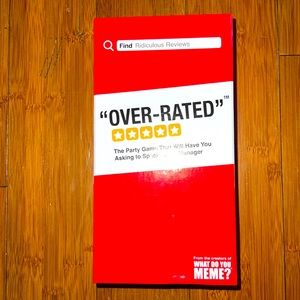 Find Ridiculous Reviews
“OVER-RATED”™
The Party Game That Will Have You
Asking to Manager
From the creators of
WHAT DO YOU
MEME?